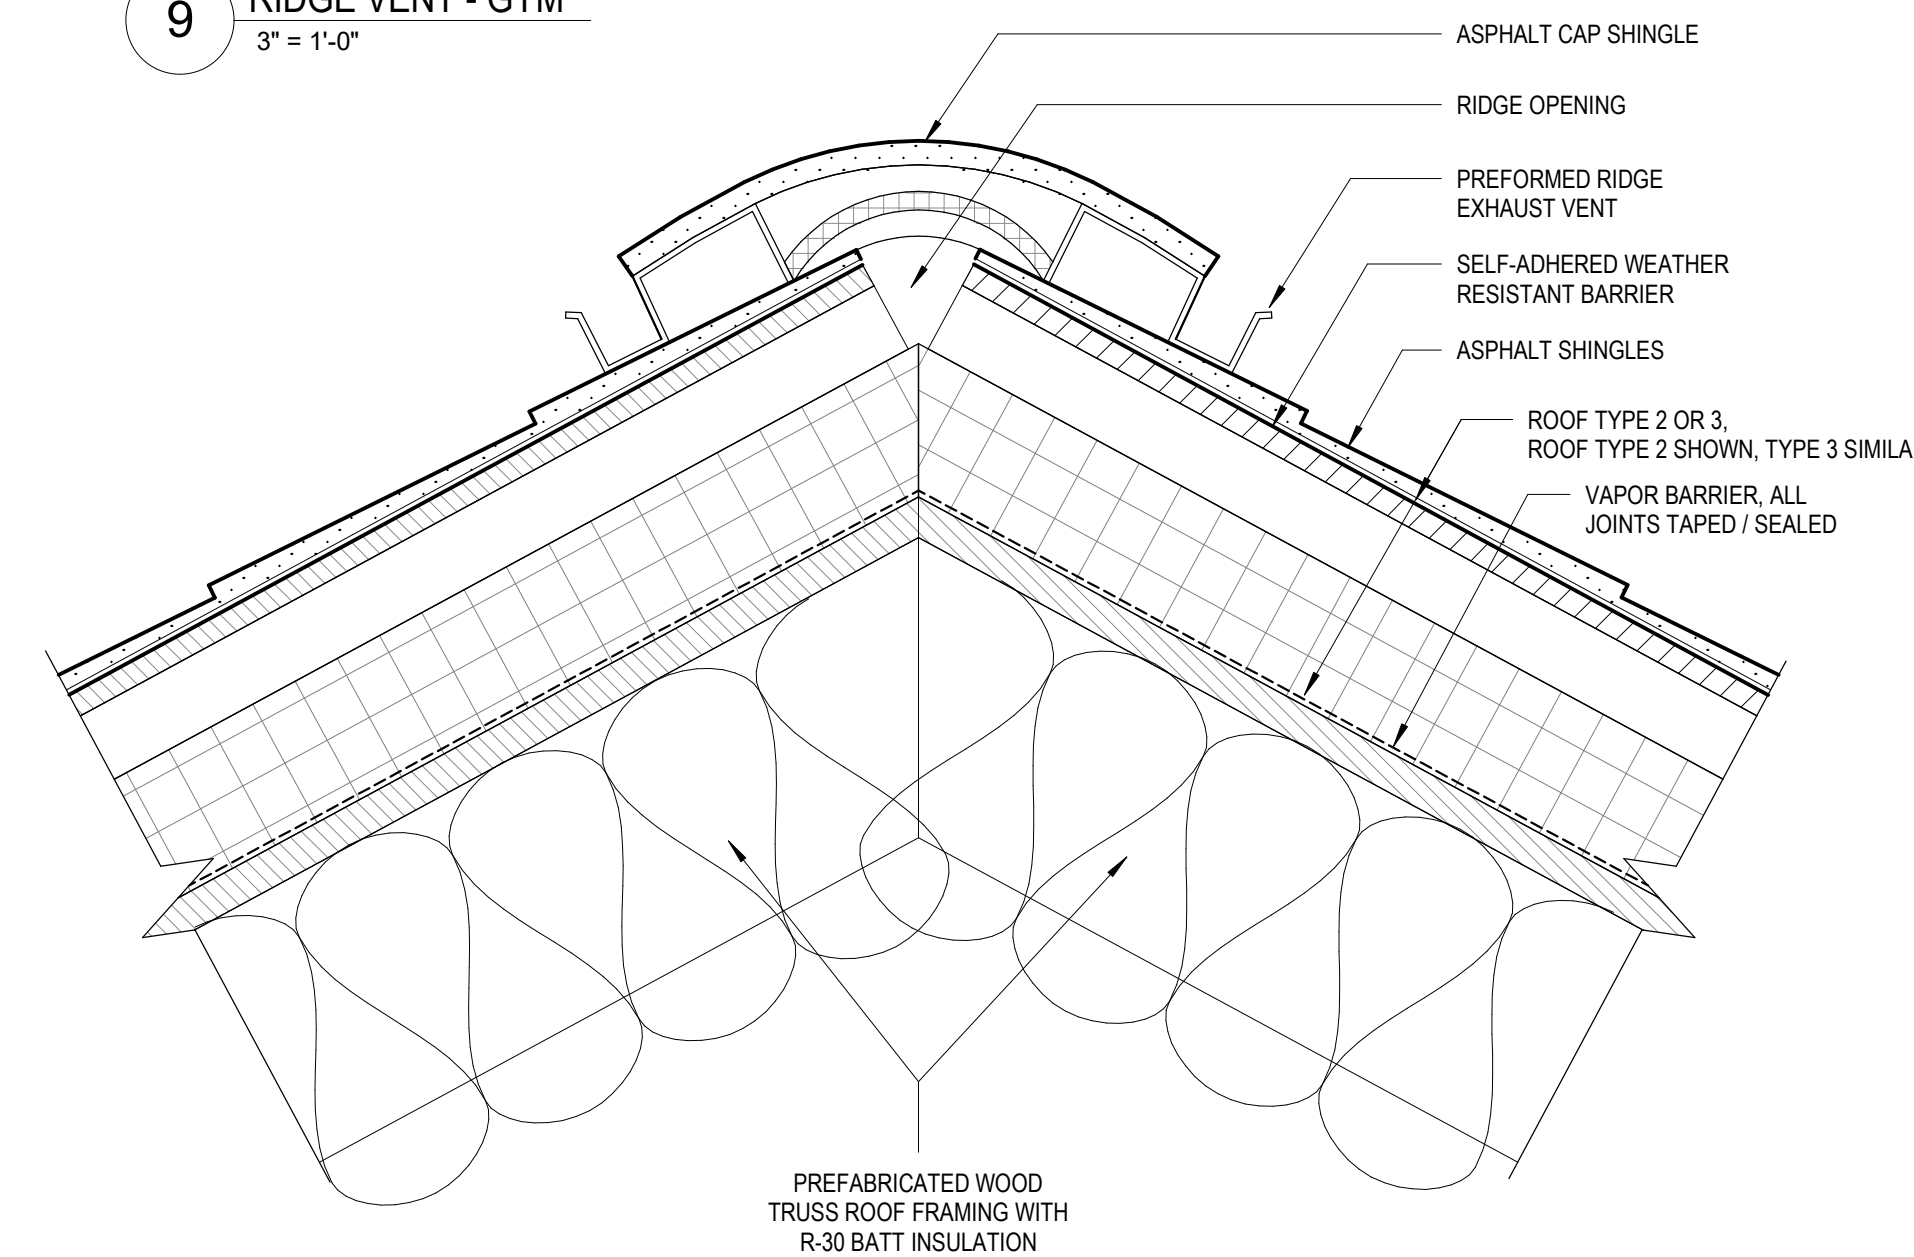 9
RIDGE VENT - GYM
3" = 1'-0"
ASPHALT CAP SHINGLE
RIDGE OPENING
PREFORMED RIDGE
EXHAUST VENT
SELF-ADHERED WEATHER
RESISTANT BARRIER
ASPHALT SHINGLES
ROOF TYPE 2 OR 3,
ROOF TYPE 2 SHOWN, TYPE 3 SIMILA
VAPOR BARRIER, ALL
JOINTS TAPED / SEALED
PREFABRICATED WOOD
TRUSS ROOF FRAMING WITH
R-30 BATT INSULATION